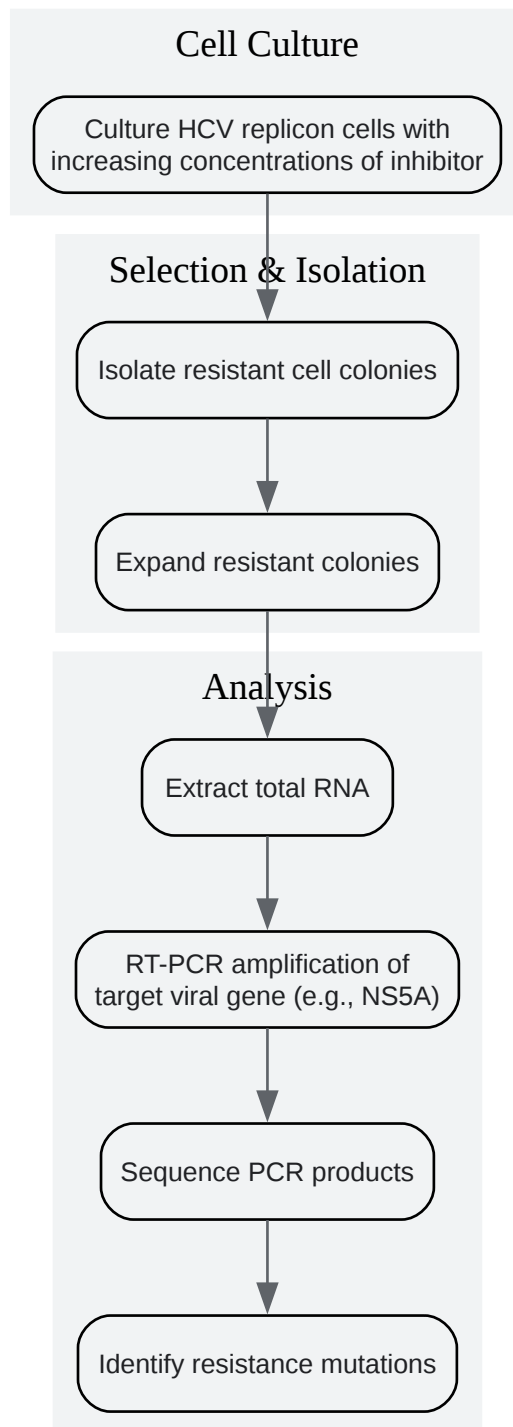 Cell Culture
Culture HCV replicon cells with
increasing concentrations of inhibitor
Selection & Isolation
Isolate resistant cell colonies
Expand resistant colonies
Analysis
Extract total RNA
RT-PCR amplification of
target viral gene (e.g., NS5A)
Sequence PCR products
Identify resistance mutations